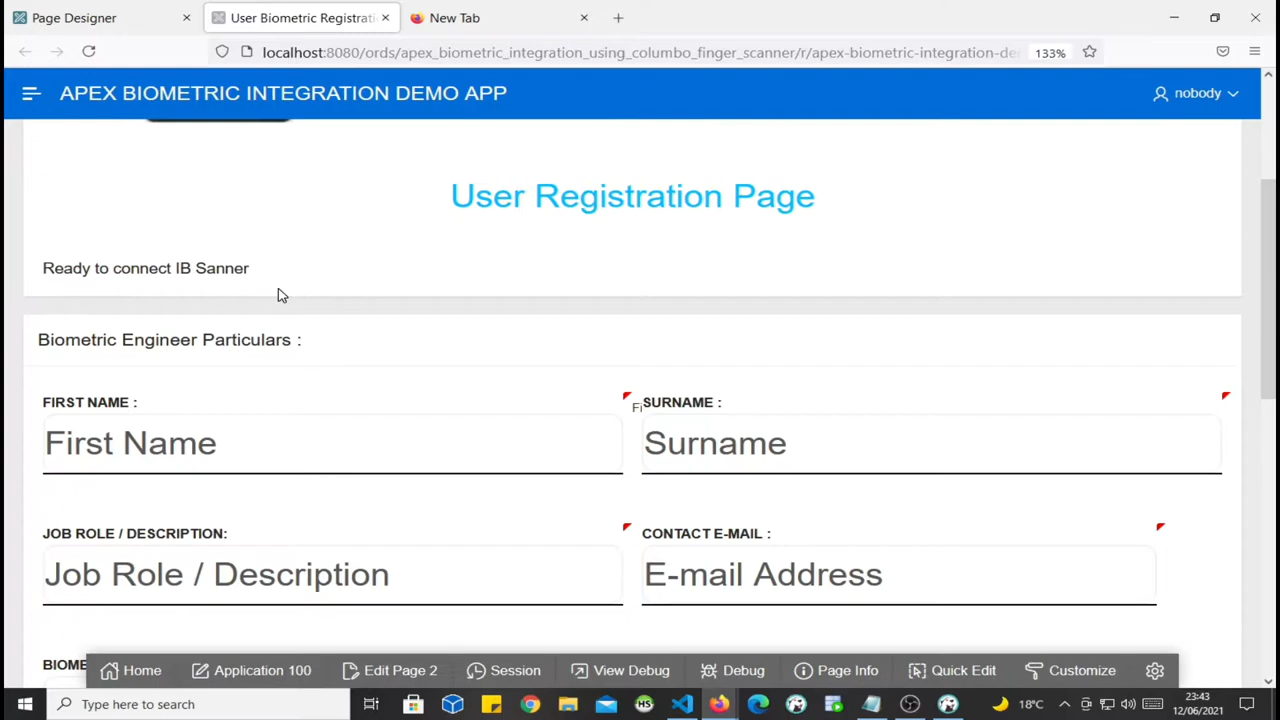 Page Designer
User Biometric Registrati
New Tab
localhost:8080/ords/apex_biometric_integration_using_columbo_finger_scanner/r/apex-biometric-integration-de
133%
APEX BIOMETRIC INTEGRATION DEMO APP
nobody
User Registration Page
Ready to connect IB Sanner
Biometric Engineer Particulars :
FIRST NAME :
Fi
SURNAME :
First Name
Surname
JOB ROLE / DESCRIPTION:
CONTACT E-MAIL :
Job Role / Description
E-mail Address
BIOME
Home
Application 100
Edit Page 2
Session
View Debug
Debug
Page Info
Quick Edit
Customize
Type here to search
HS
18°C
23:43
12/06/2021